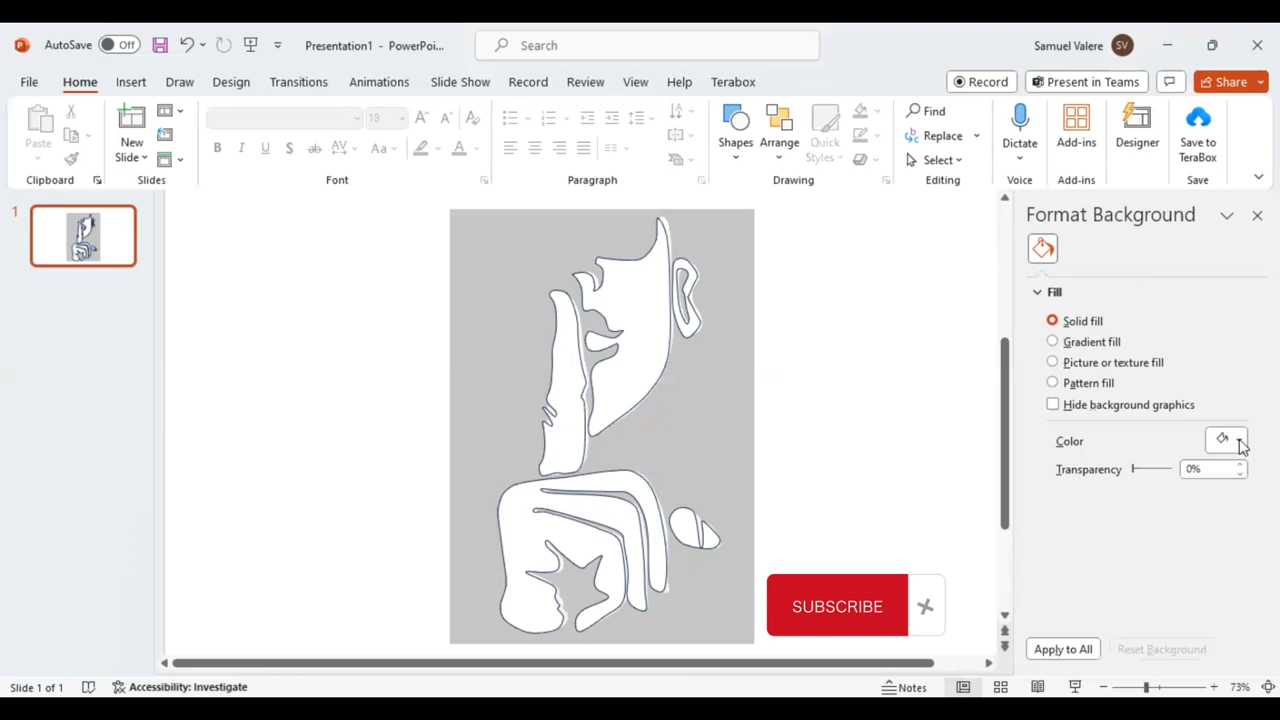 AutoSave Off Presentation1 - PowerPoi... Search Samuel Valere SV
File Home Insert Draw Design Transitions Animations Slide Show Record Review View Help Terabox Record Present in Teams Share
Paste
Clipboard
New
Slide
Slides
18
B I U S ab AV Aa A
Font
Paragraph
Shapes
Arrange
Quick
Styles
Drawing
Find
Replace
Select
Editing
Dictate
Voice
Add-ins
Add-ins
Designer
Save to
TeraBox
Save
1
Format Background
Fill
Solid fill
Gradient fill
Picture or texture fill
Pattern fill
Hide background graphics
Color
Transparency 0%
SUBSCRIBE
Apply to All Reset Background
Slide 1 of 1 Accessibility: Investigate Notes 73%